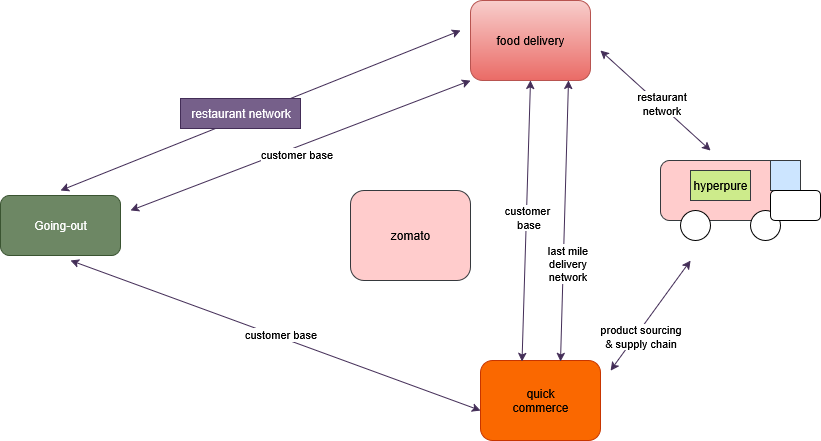 food delivery
restaurant
network
restaurant network
customer base
hyperpure
Going-out
zomato
customer
base
last mile
delivery
network
customer base
product sourcing
& supply chain
quick
commerce